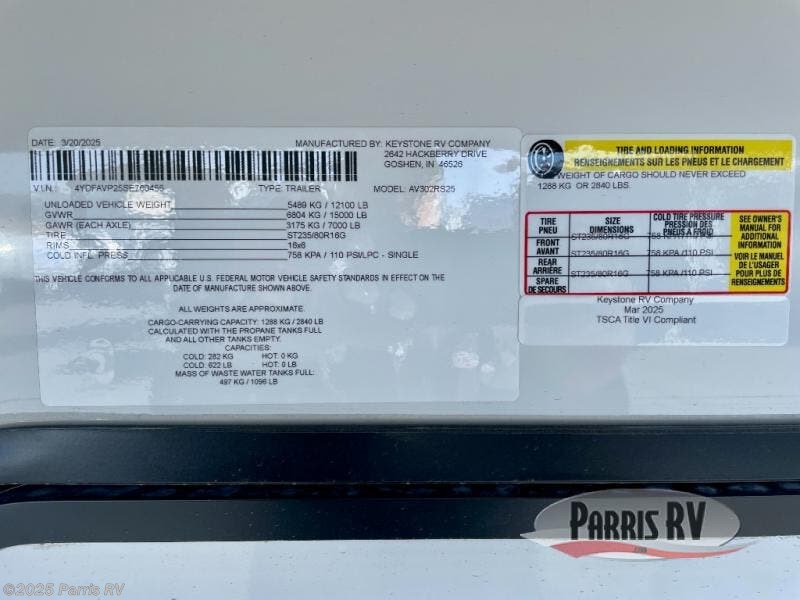 DATE: 3/20/2025 MANUFACTURED BY: KEYSTONE RV COMPANY
2642 HACKBERRY DRIVE
GOSHEN, IN 46526
V.I.N.: 4YDFAVP25SE760455 TYPE: TRAILER MODEL: AV302RS25
UNLOADED VEHICLE WEIGHT 5489 KG / 12100 LB
GVWR 6804 KG / 15000 LB
GAWR (EACH AXLE) 3175 KG / 7000 LB
TIRE ST235/80R16G
RIMS 16x6
COLD INFL. PRESS 758 KPA / 110 PSI/LPC - SINGLE
THIS VEHICLE CONFORMS TO ALL APPLICABLE U.S. FEDERAL MOTOR VEHICLE SAFETY STANDARDS IN EFFECT ON THE
DATE OF MANUFACTURE SHOWN ABOVE.
ALL WEIGHTS ARE APPROXIMATE.
CARGO-CARRYING CAPACITY: 1288 KG / 2840 LB
CALCULATED WITH THE PROPANE TANKS FULL
AND ALL OTHER TANKS EMPTY.
CAPACITIES:
COLD: 282 KG HOT: 0 KG
COLD: 622 LB HOT: 0 LB
MASS OF WASTE WATER TANKS FULL:
497 KG / 1096 LB
TIRE AND LOADING INFORMATION
RENSEIGNEMENTS SUR LES PNEUS ET LE CHARGEMENT
WEIGHT OF CARGO SHOULD NEVER EXCEED
1288 KG OR 2840 LBS.
TIRE
PNEU
SIZE
DIMENSIONS
COLD TIRE PRESSURE
PRESSION DES
PNEUS A FROID
FRONT
AVANT
ST235/80R16G 758 KPA /110 PSI
REAR
ARRIÈRE
ST235/80R16G 758 KPA /110 PSI
SPARE
DE SECOURS
ST235/80R16G 758 KPA /110 PSI
SEE OWNER'S
MANUAL FOR
ADDITIONAL
INFORMATION
VOIR LE MANUEL
DE L'USAGER
POUR PLUS DE
RENSEIGNEMENTS
Keystone RV Company
Mar 2025
TSCA Title VI Compliant
PARRIS RV
©2025 Parris RV